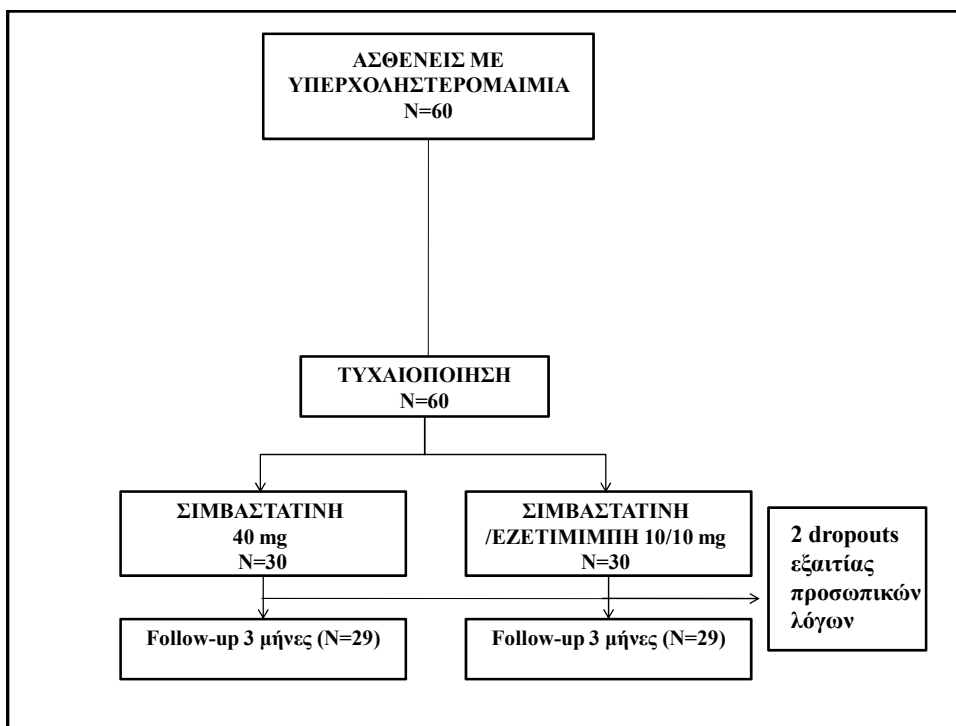 ΑΣΘΕΝΕΙΣ ΜΕ
ΥΠΕΡΧΟΛΗΣΤΕΡΟΜΑΙΜΙΑ
Ν=60
ΤΥΧΑΙΟΠΟΙΗΣΗ
Ν=60
ΣΙΜΒΑΣΤΑΤΙΝΗ
40 mg
Ν=30
ΣΙΜΒΑΣΤΑΤΙΝΗ
/ΕΖΕΤΙΜΙΜΠΗ 10/10 mg
Ν=30
2 dropouts
εξαιτίας
προσωπικών
λόγων
Follow-up 3 μήνες (Ν=29)
Follow-up 3 μήνες (Ν=29)